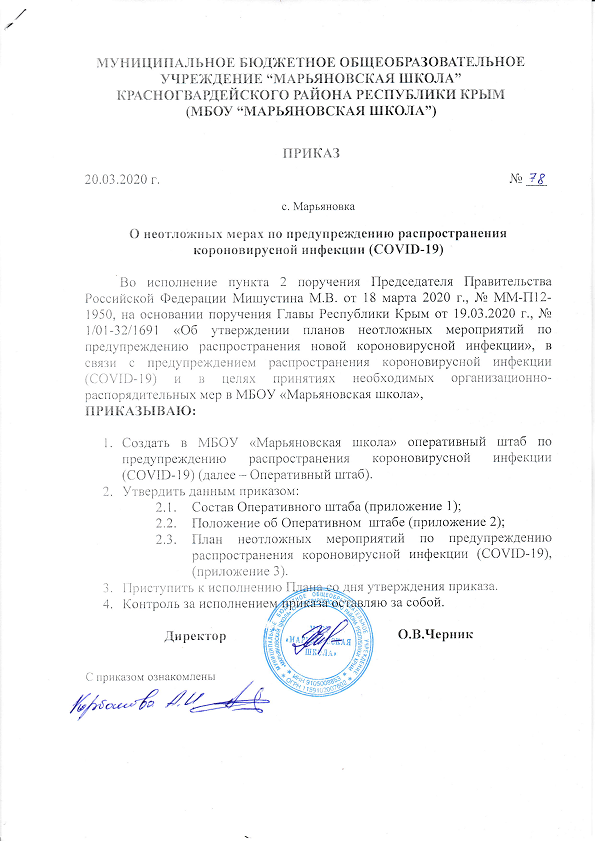 МУНИЦИПАЛЬНОЕ БЮДЖЕТНОЕ ОБЩЕОБРАЗОВАТЕЛЬНОЕ
УЧРЕЖДЕНИЕ “МАРЬЯНОВСКАЯ ШКОЛА”
КРАСНОГВАРДЕЙСКОГО РАЙОНА РЕСПУБЛИКИ КРЫМ
(МБОУ “МАРЬЯНОВСКАЯ ШКОЛА”)
ПРИКАЗ
20.03.2020 г. № 78
с. Марьяновка
О неотложных мерах по предупреждению распространения
короновирусной инфекции (COVID-19)
Во исполнение пункта 2 поручения Председателя Правительства
Российской Федерации Мишустина М.В. от 18 марта 2020 г., № ММ-П12-
1950, на основании поручения Главы Республики Крым от 19.03.2020 г., №
1/01-32/1691 «Об утверждении планов неотложных мероприятий по
предупреждению распространения новой короновирусной инфекции», в
связи с предупреждением распространения короновирусной инфекции
(COVID-19) и в целях принятиях необходимых организационно-
распорядительных мер в МБОУ «Марьяновская школа»,
ПРИКАЗЫВАЮ:
1. Создать в МБОУ «Марьяновская школа» оперативный штаб по
предупреждению распространения короновирусной инфекции
(COVID-19) (далее – Оперативный штаб).
2. Утвердить данным приказом:
2.1. Состав Оперативного штаба (приложение 1);
2.2. Положение об Оперативном штабе (приложение 2);
2.3. План неотложных мероприятий по предупреждению
распространения короновирусной инфекции (COVID-19),
(приложение 3).
3. Приступить к исполнению Плана со дня утверждения приказа.
4. Контроль за исполнением приказа оставляю за собой.
Директор О.В.Черник
ШКОЛА»
С приказом ознакомлены